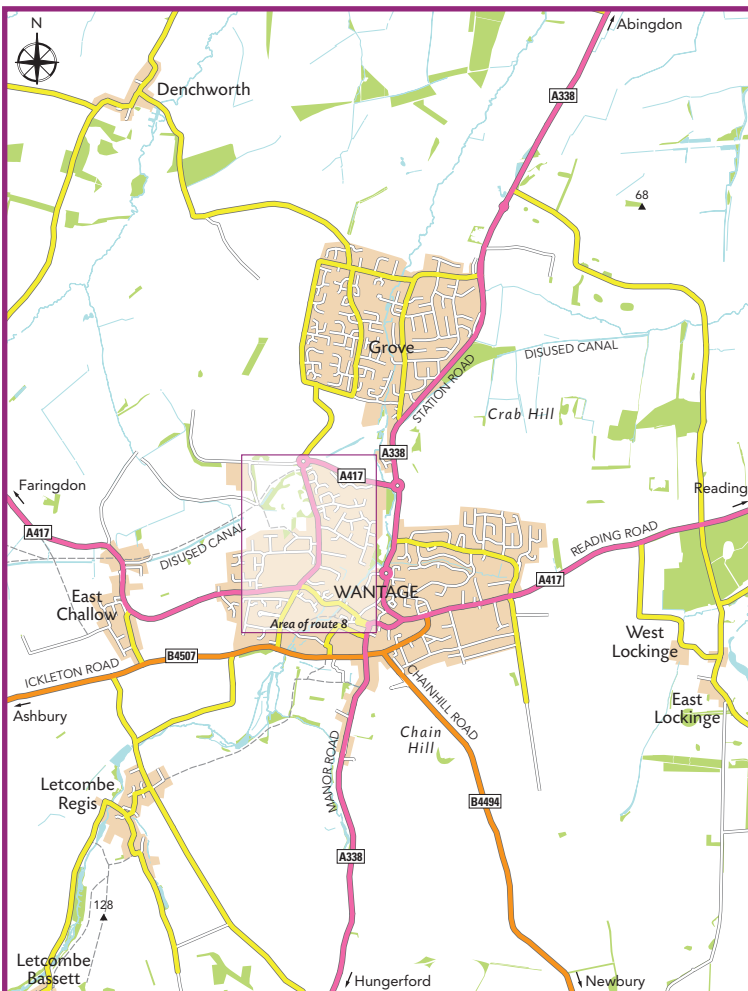 N
Abingdon
Denchworth
A338
68
Grove
DISUSED CANAL
STATION ROAD
Crab Hill
A338
Faringdon
A417
Reading
A417
DISUSED CANAL
READING ROAD
A417
East
Challow
WANTAGE
Area of route 8
West
Lockinge
B4507
ICKLETON ROAD
CHAINHILL ROAD
East
Lockinge
Ashbury
Chain
Hill
MANOR ROAD
Letcombe
Regis
B4494
A338
128
Letcombe
Bassett
Hungerford
Newbury